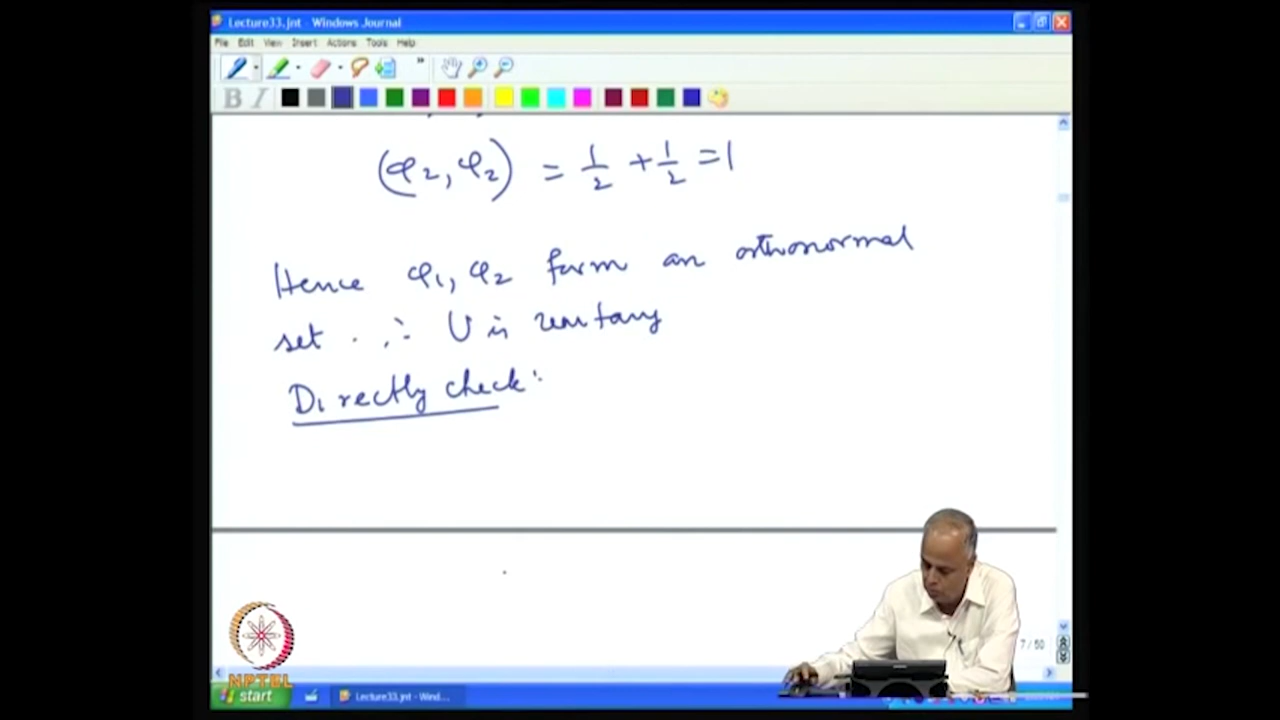 Lecture33.jnt - Windows Journal
File Edit View Insert Actions Tools Help
B I
(φ2, φ2) = 1/2 + 1/2 = 1
Hence φ1, φ2 form an orthonormal
set. ∴ U is unitary
Directly check:
7 / 50
NPTEL
start
Lecture33.jnt - Wind...